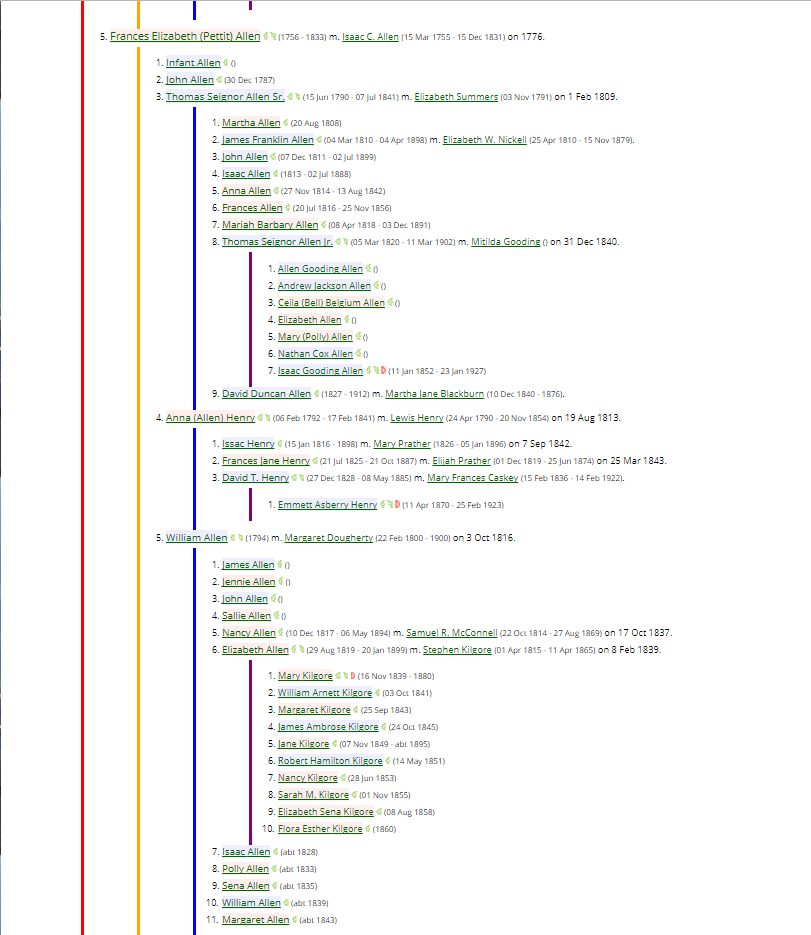 5. Frances Elizabeth (Pettit) Allen (1756 - 1833) m. Isaac C. Allen (15 Mar 1755 - 15 Dec 1831) on 1776.
1. Infant Allen ()
2. John Allen (30 Dec 1787)
3. Thomas Seignor Allen Sr. (15 Jun 1790 - 07 Jul 1841) m. Elizabeth Summers (03 Nov 1791) on 1 Feb 1809.
1. Martha Allen (20 Aug 1808)
2. James Franklin Allen (04 Mar 1810 - 04 Apr 1898) m. Elizabeth W. Nickell (25 Apr 1810 - 15 Nov 1879).
3. John Allen (07 Dec 1811 - 02 Jul 1899)
4. Isaac Allen (1813 - 02 Jul 1888)
5. Anna Allen (27 Nov 1814 - 13 Aug 1842)
6. Frances Allen (20 Jul 1816 - 25 Nov 1856)
7. Mariah Barbary Allen (08 Apr 1818 - 03 Dec 1891)
8. Thomas Seignor Allen Jr. (05 Mar 1820 - 11 Mar 1902) m. Mitilda Gooding () on 31 Dec 1840.
1. Allen Gooding Allen ()
2. Andrew Jackson Allen ()
3. Ceila (Bell) Belgium Allen ()
4. Elizabeth Allen ()
5. Mary (Polly) Allen ()
6. Nathan Cox Allen ()
7. Isaac Gooding Allen D (11 Jan 1852 - 23 Jan 1927)
9. David Duncan Allen (1827 - 1912) m. Martha Jane Blackburn (10 Dec 1840 - 1876).
4. Anna (Allen) Henry (06 Feb 1792 - 17 Feb 1841) m. Lewis Henry (24 Apr 1790 - 20 Nov 1854) on 19 Aug 1813.
1. Issac Henry (15 Jan 1816 - 1898) m. Mary Prather (1826 - 05 Jan 1896) on 7 Sep 1842.
2. Frances Jane Henry (21 Jul 1825 - 21 Oct 1887) m. Elijah Prather (01 Dec 1819 - 25 Jun 1874) on 25 Mar 1843.
3. David T. Henry (27 Dec 1828 - 08 May 1885) m. Mary Frances Caskey (15 Feb 1836 - 14 Feb 1922).
1. Emmett Asberry Henry D (11 Apr 1870 - 25 Feb 1923)
5. William Allen (1794) m. Margaret Dougherty (22 Feb 1800 - 1900) on 3 Oct 1816.
1. James Allen ()
2. Jennie Allen ()
3. John Allen ()
4. Sallie Allen ()
5. Nancy Allen (10 Dec 1817 - 06 May 1894) m. Samuel R. McConnell (22 Oct 1814 - 27 Aug 1869) on 17 Oct 1837.
6. Elizabeth Allen (29 Aug 1819 - 20 Jan 1899) m. Stephen Kilgore (01 Apr 1815 - 11 Apr 1865) on 8 Feb 1839.
1. Mary Kilgore D (16 Nov 1839 - 1880)
2. William Arnett Kilgore (03 Oct 1841)
3. Margaret Kilgore (25 Sep 1843)
4. James Ambrose Kilgore (24 Oct 1845)
5. Jane Kilgore (07 Nov 1849 - abt 1895)
6. Robert Hamilton Kilgore (14 May 1851)
7. Nancy Kilgore (28 Jun 1853)
8. Sarah M. Kilgore (01 Nov 1855)
9. Elizabeth Sena Kilgore (08 Aug 1858)
10. Flora Esther Kilgore (1860)
7. Isaac Allen (abt 1828)
8. Polly Allen (abt 1833)
9. Sena Allen (abt 1835)
10. William Allen (abt 1839)
11. Margaret Allen (abt 1843)